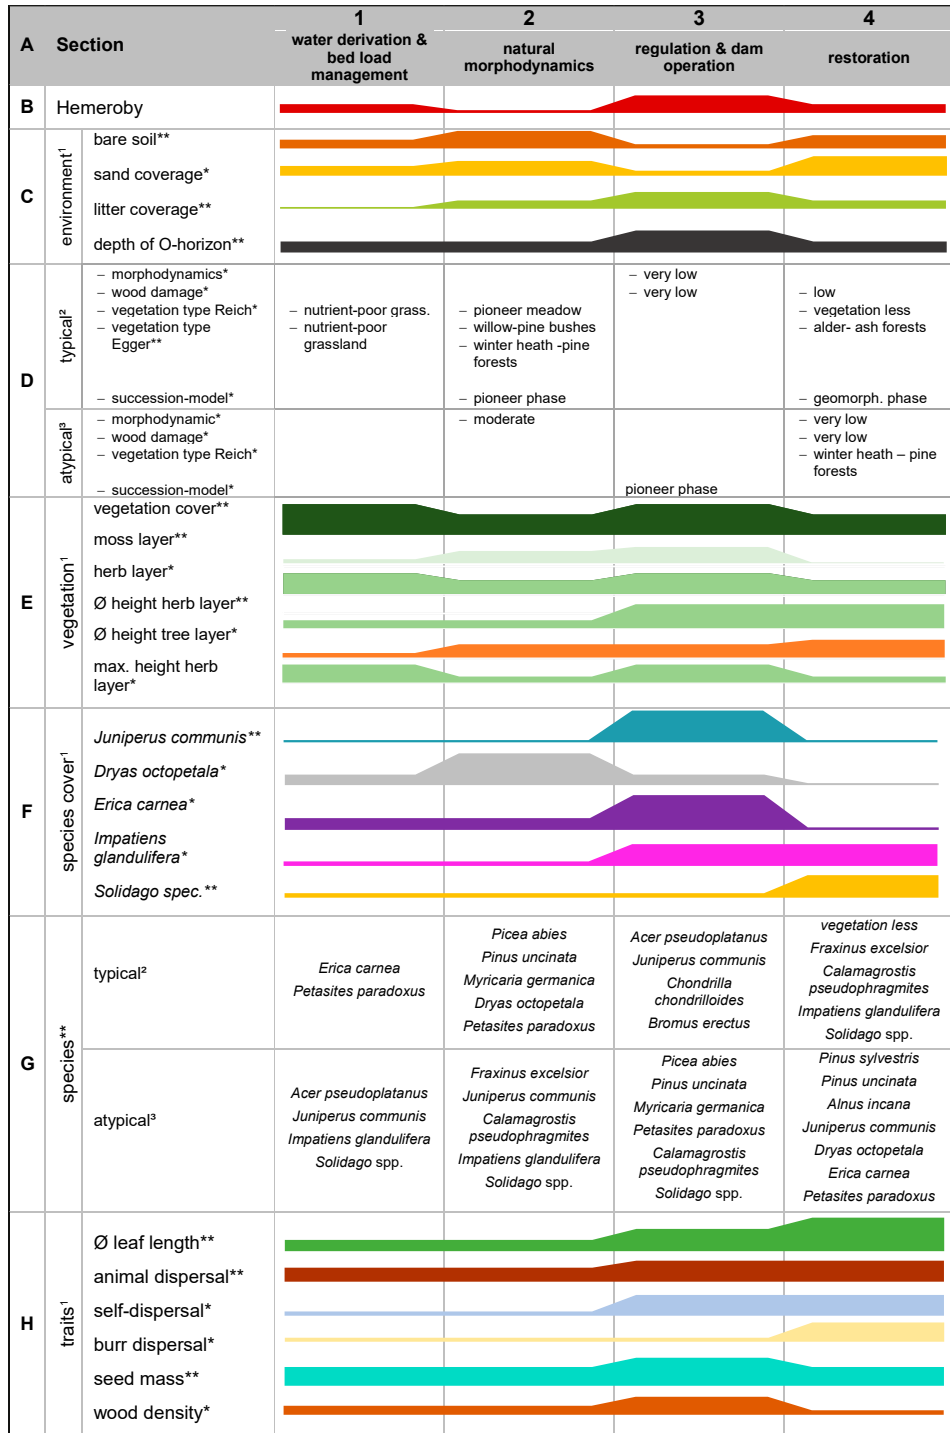 A Section
1
water derivation &
bed load
management
2
natural
morphodynamics
3
regulation & dam
operation
4
restoration
B Hemeroby
C
environment¹
bare soil**
sand coverage*
litter coverage**
depth of O-horizon**
D
typical²
– morphodynamics*
– wood damage*
– vegetation type Reich*
– vegetation type
Egger**
– succession-model*
– nutrient-poor grass.
– nutrient-poor
grassland
– pioneer meadow
– willow-pine bushes
– winter heath -pine
forests
– pioneer phase
– very low
– very low
– low
– vegetation less
– alder- ash forests
– geomorph. phase
atypical³
– morphodynamic*
– wood damage*
– vegetation type Reich*
– succession-model*
– moderate
pioneer phase
– very low
– very low
– winter heath – pine
forests
E
vegetation¹
vegetation cover**
moss layer**
herb layer*
Ø height herb layer**
Ø height tree layer*
max. height herb
layer*
F
species cover¹
Juniperus communis**
Dryas octopetala*
Erica carnea*
Impatiens
glandulifera*
Solidago spec.**
G
species**
typical²
Erica carnea
Petasites paradoxus
Picea abies
Pinus uncinata
Myricaria germanica
Dryas octopetala
Petasites paradoxus
Acer pseudoplatanus
Juniperus communis
Chondrilla
chondrilloides
Bromus erectus
vegetation less
Fraxinus excelsior
Calamagrostis
pseudophragmites
Impatiens glandulifera
Solidago spp.
atypical³
Acer pseudoplatanus
Juniperus communis
Impatiens glandulifera
Solidago spp.
Fraxinus excelsior
Juniperus communis
Calamagrostis
pseudophragmites
Impatiens glandulifera
Solidago spp.
Picea abies
Pinus uncinata
Myricaria germanica
Petasites paradoxus
Calamagrostis
pseudophragmites
Solidago spp.
Pinus sylvestris
Pinus uncinata
Alnus incana
Juniperus communis
Dryas octopetala
Erica carnea
Petasites paradoxus
H
traits¹
Ø leaf length**
animal dispersal**
self-dispersal*
burr dispersal*
seed mass**
wood density*